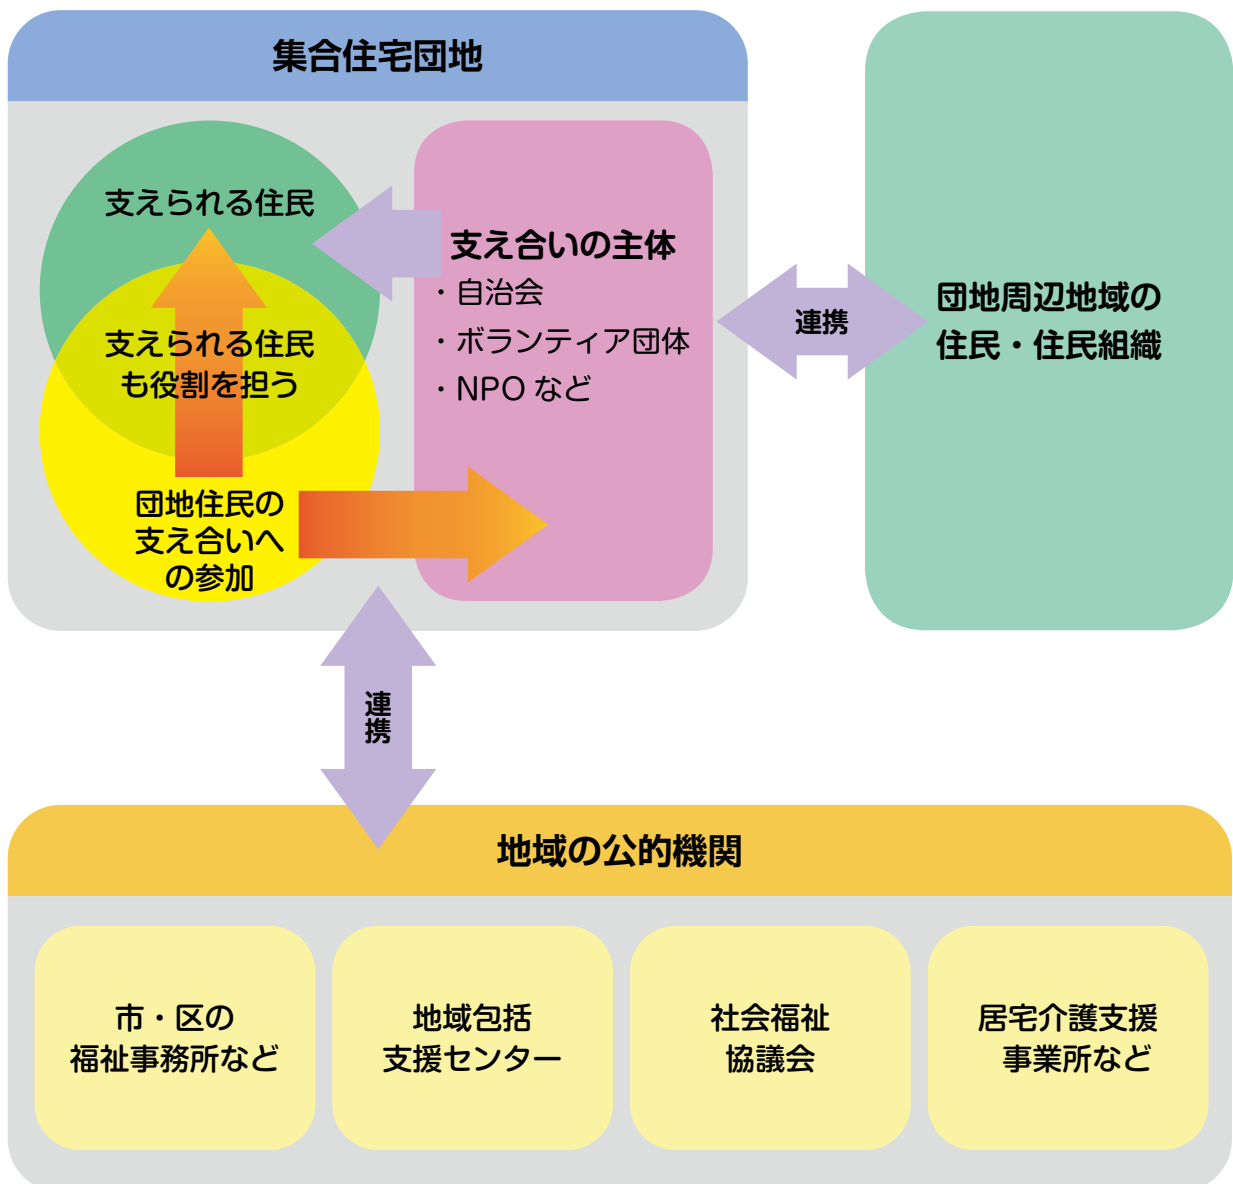 集合住宅団地
支えられる住民
支えられる住民
も役割を担う
団地住民の
支え合いへ
の参加
支え合いの主体
・自治会
・ボランティア団体
・NPO など
連携
団地周辺地域の
住民・住民組織
連携
地域の公的機関
市・区の
福祉事務所など
地域包括
支援センター
社会福祉
協議会
居宅介護支援
事業所など